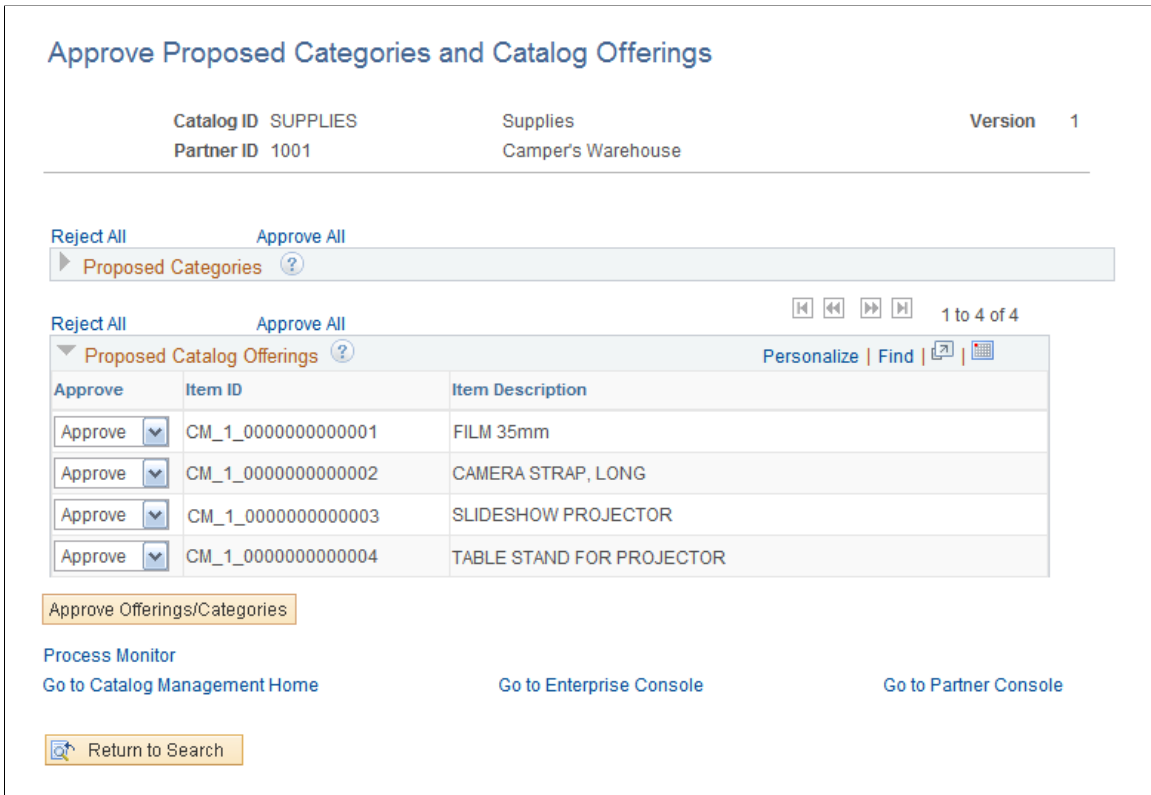 Approve Proposed Categories and Catalog Offerings
Catalog ID SUPPLIES Supplies Version 1
Partner ID 1001 Camper's Warehouse
Reject All Approve All
Proposed Categories ?
Reject All Approve All 1 to 4 of 4
Proposed Catalog Offerings ? Personalize | Find | |
Approve Item ID Item Description
Approve CM_1_0000000000001 FILM 35mm
Approve CM_1_0000000000002 CAMERA STRAP, LONG
Approve CM_1_0000000000003 SLIDESHOW PROJECTOR
Approve CM_1_0000000000004 TABLE STAND FOR PROJECTOR
Approve Offerings/Categories
Process Monitor
Go to Catalog Management Home Go to Enterprise Console Go to Partner Console
Return to Search